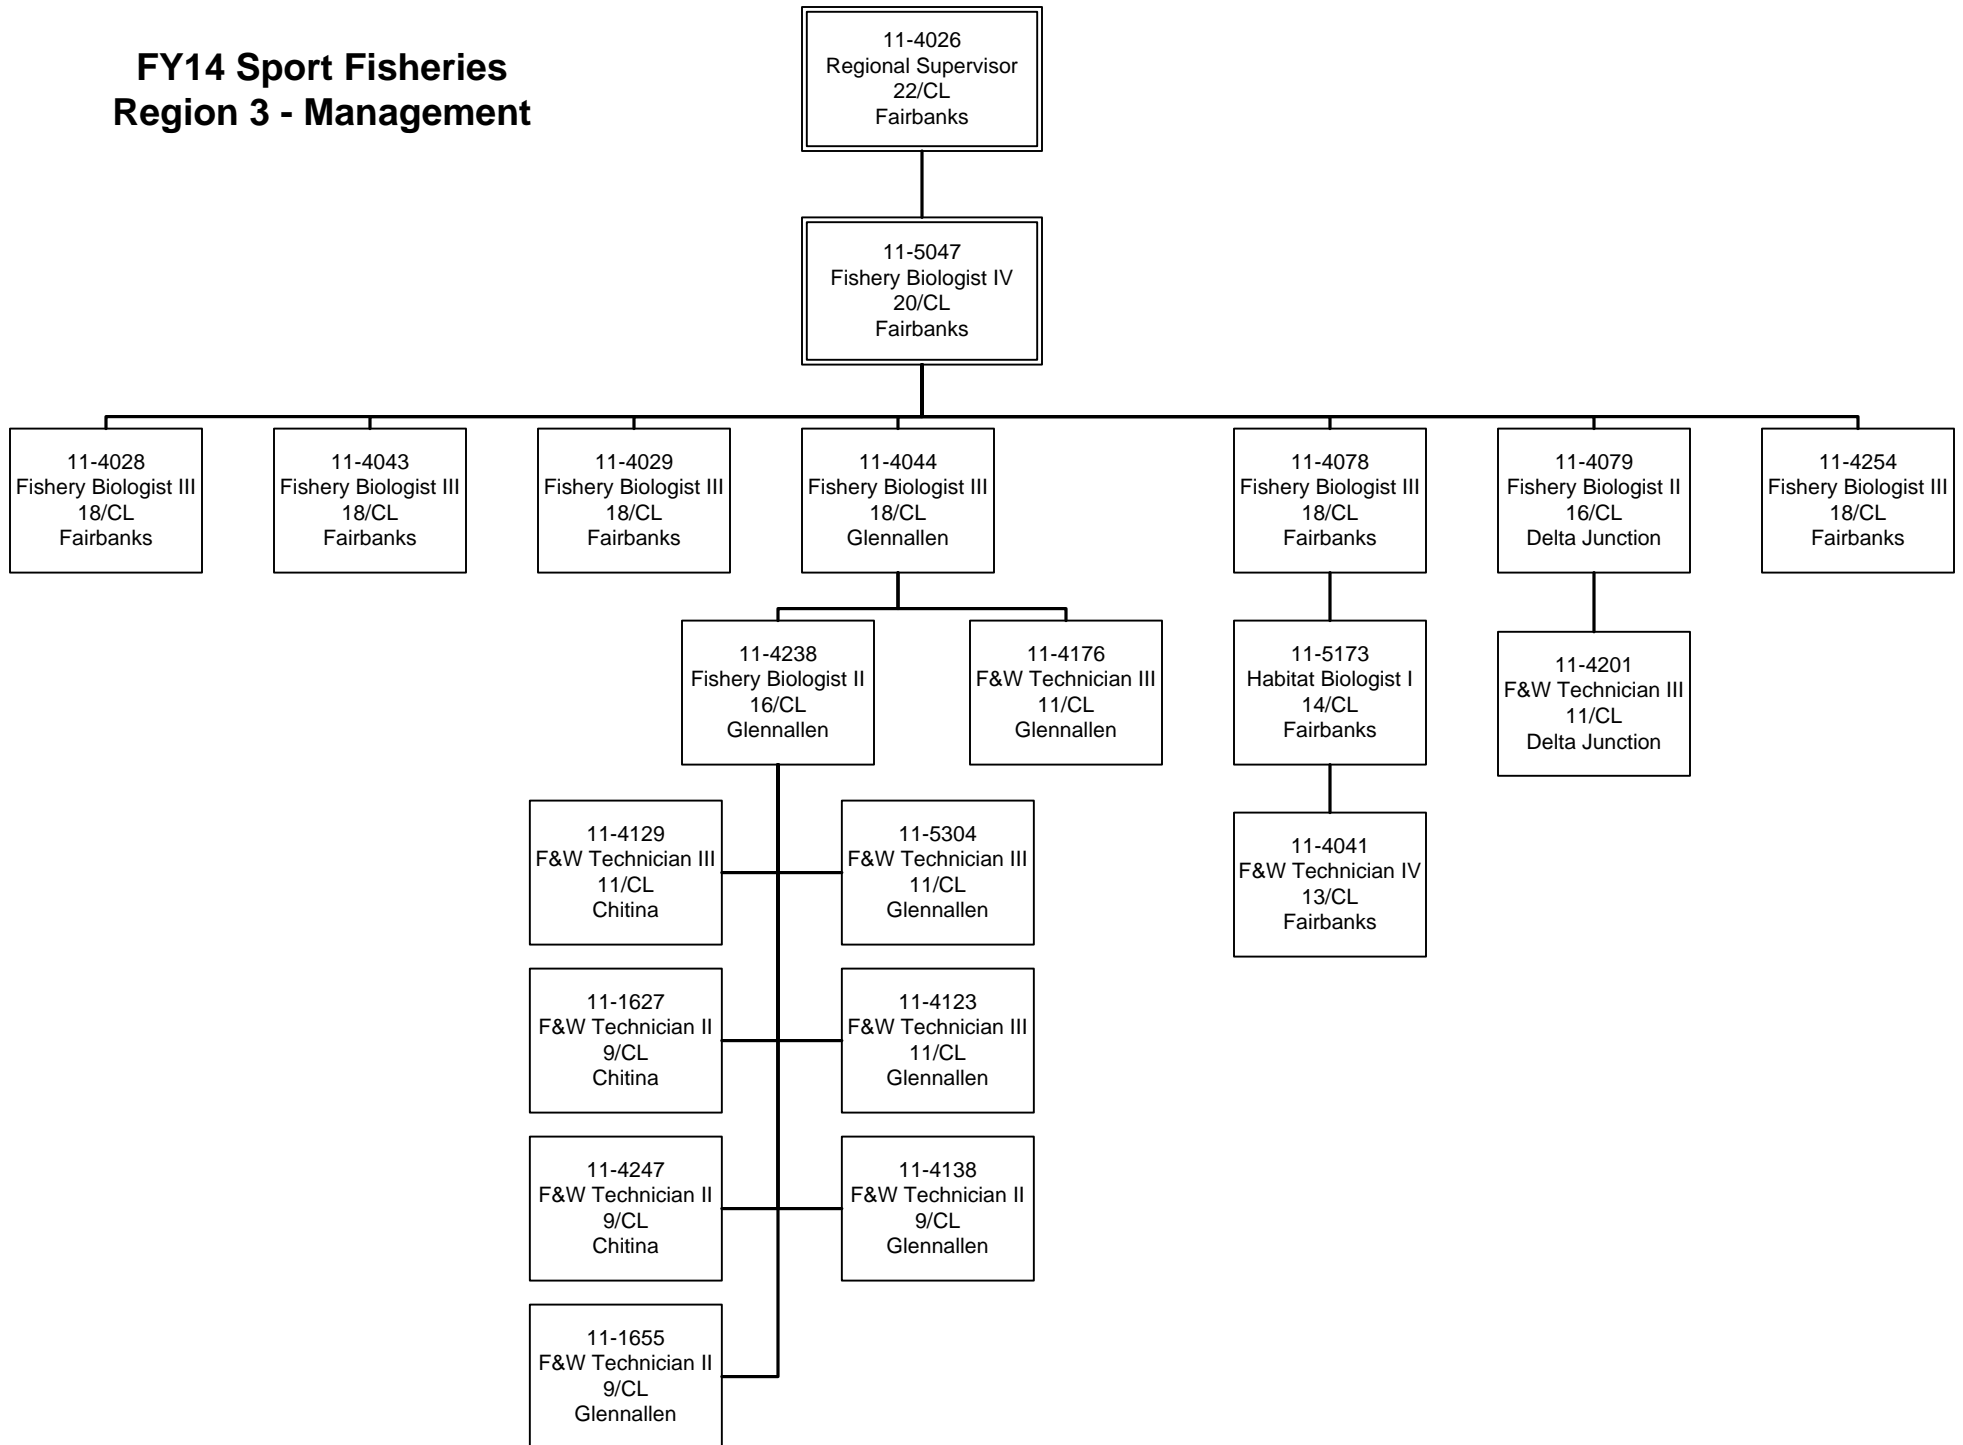 FY14 Sport Fisheries
Region 3 - Management
11-4026
Regional Supervisor
22/CL
Fairbanks
11-5047
Fishery Biologist IV
20/CL
Fairbanks
11-4028
Fishery Biologist III
18/CL
Fairbanks
11-4043
Fishery Biologist III
18/CL
Fairbanks
11-4029
Fishery Biologist III
18/CL
Fairbanks
11-4044
Fishery Biologist III
18/CL
Glennallen
11-4078
Fishery Biologist III
18/CL
Fairbanks
11-4079
Fishery Biologist II
16/CL
Delta Junction
11-4254
Fishery Biologist III
18/CL
Fairbanks
11-4238
Fishery Biologist II
16/CL
Glennallen
11-4176
F&W Technician III
11/CL
Glennallen
11-5173
Habitat Biologist I
14/CL
Fairbanks
11-4201
F&W Technician III
11/CL
Delta Junction
11-4129
F&W Technician III
11/CL
Chitina
11-5304
F&W Technician III
11/CL
Glennallen
11-4041
F&W Technician IV
13/CL
Fairbanks
11-1627
F&W Technician II
9/CL
Chitina
11-4123
F&W Technician III
11/CL
Glennallen
11-4247
F&W Technician II
9/CL
Chitina
11-4138
F&W Technician II
9/CL
Glennallen
11-1655
F&W Technician II
9/CL
Glennallen